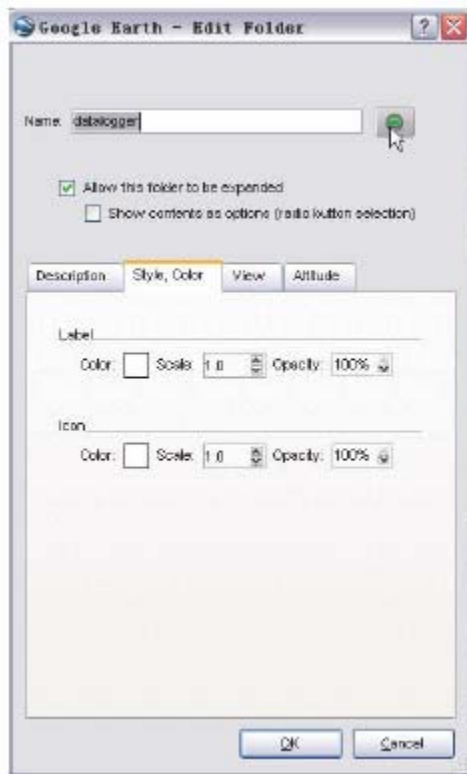 Google Earth - Edit Folder
Name: datalogger
Allow this folder to be expanded
Show contents as options (radio button selection)
Description Style, Color View Altitude
Label
Color: Scale: 1.0 Opacity: 100%
Icon
Color: Scale: 1.0 Opacity: 100%
OK Cancel